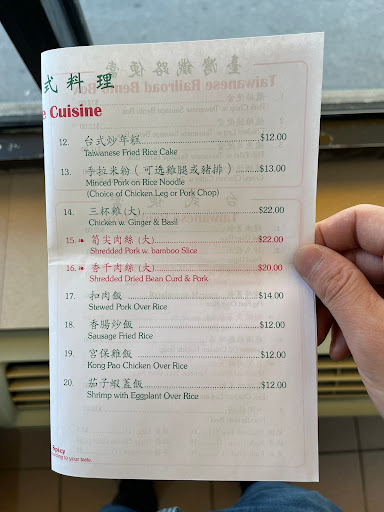 式料理
Cuisine
12. 台式炒年糕 $12.00
Taiwanese Fried Rice Cake
13. 手拉米粉 ( 可选雞腿或豬排 ) $13.00
Minced Pork on Rice Noodle
(Choice of Chicken Leg or Pork Chop)
14. 三杯雞 (大) $22.00
Chicken w. Ginger & Basil
15. 筍尖肉絲 (大) $22.00
Shredded Pork w. bamboo Slice
16. 香干肉絲 (大) $20.00
Shredded Dried Bean Curd & Pork
17. 扣肉飯 $14.00
Stewed Pork Over Rice
18. 香腸炒飯 $12.00
Sausage Fried Rice
19. 宮保雞飯 $12.00
Kong Pao Chicken Over Rice
20. 茄子蝦蓋飯 $12.00
Shrimp with Eggplant Over Rice
Spicy
to your taste.